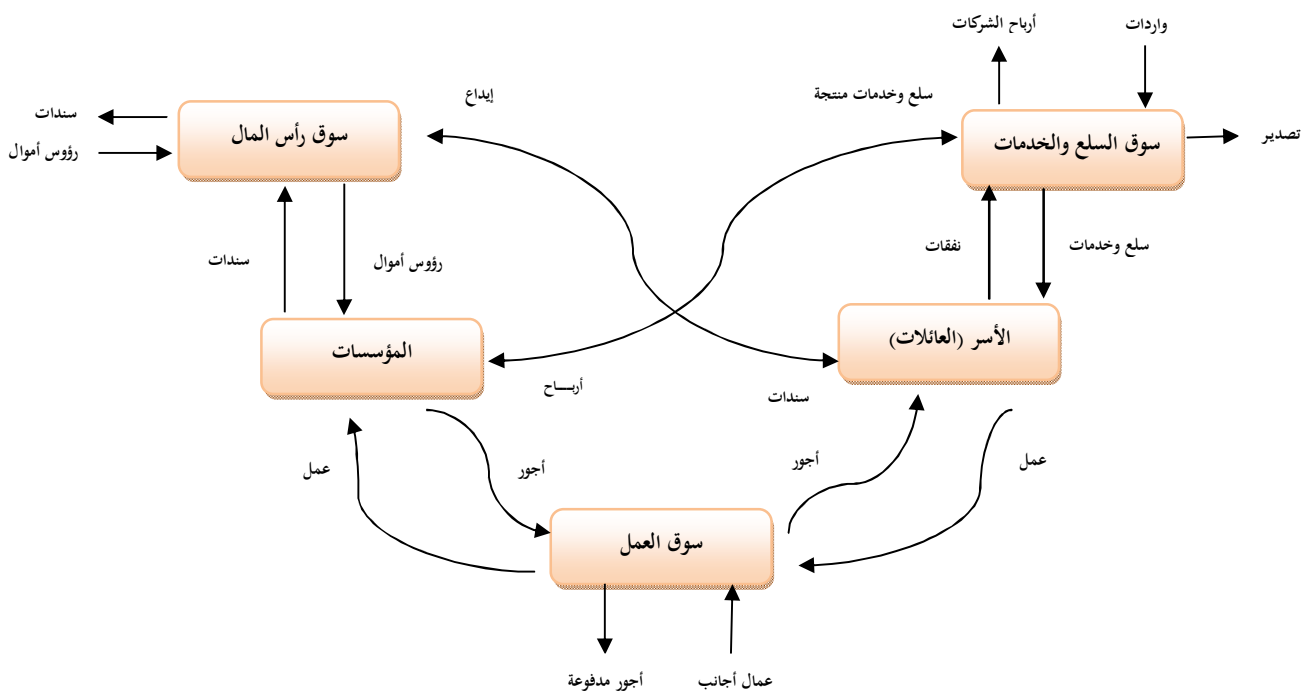 واردات
أرباح الشركات
سلع وخدمات منتجة
إيداع
سندات
سوق رأس المال
سوق السلع والخدمات
تصدير
رؤوس أموال
سلع وخدمات
نفقات
رؤوس أموال
سندات
الأسر (العائلات)
المؤسسات
سندات
أربـــاح
عمل
أجور
أجور
عمل
سوق العمل
عمال أجانب
أجور مدفوعة